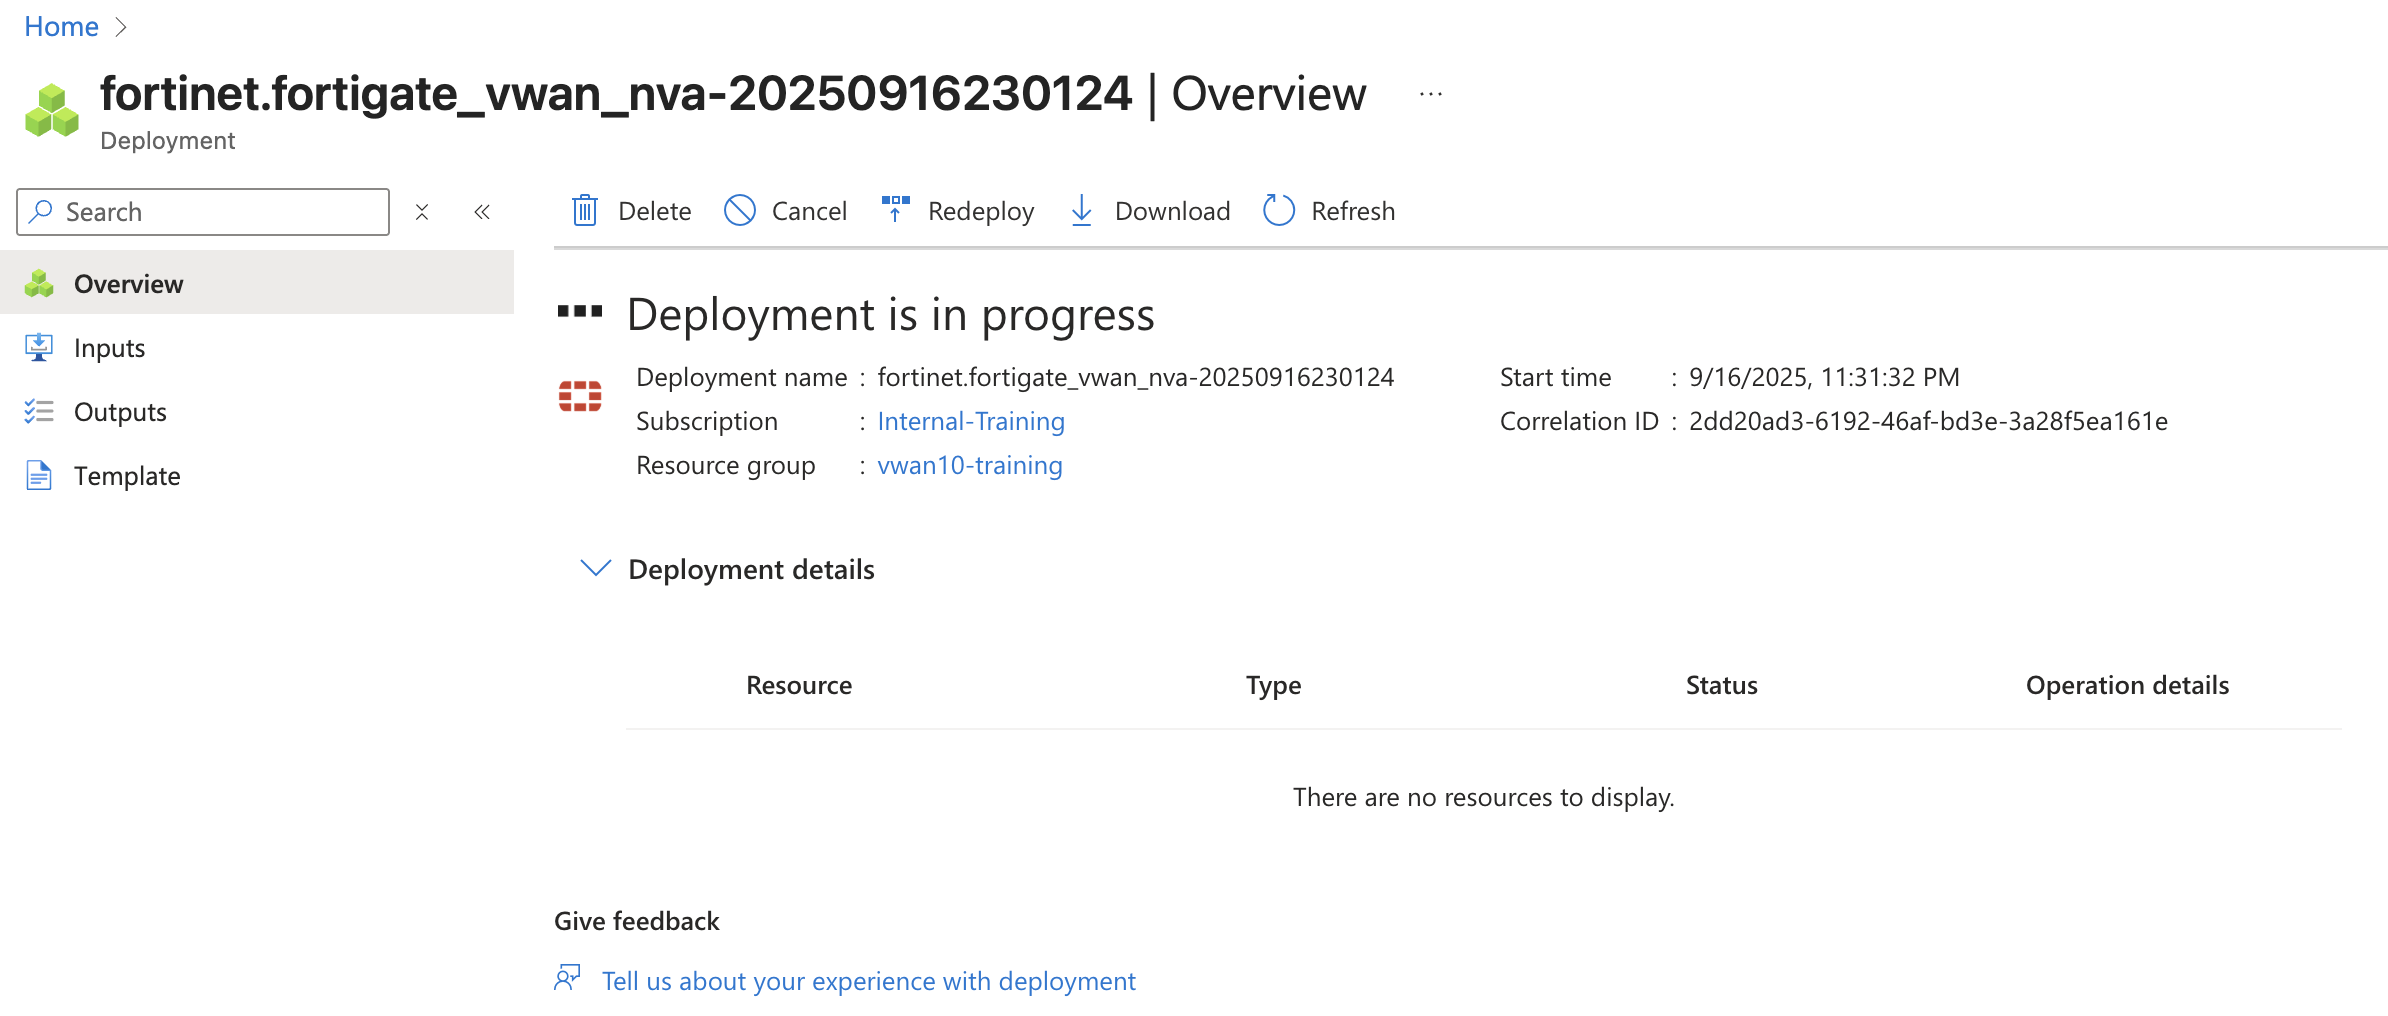 Home
fortinet.fortigate_vwan_nva-20250916230124 | Overview ...
Deployment
Search
Delete Cancel Redeploy Download Refresh
Overview
Inputs
Outputs
Template
Deployment is in progress
Deployment name : fortinet.fortigate_vwan_nva-20250916230124 Start time : 9/16/2025, 11:31:32 PM
Subscription : Internal-Training Correlation ID : 2dd20ad3-6192-46af-bd3e-3a28f5ea161e
Resource group : vwan10-training
Deployment details
Resource Type Status Operation details
There are no resources to display.
Give feedback
Tell us about your experience with deployment